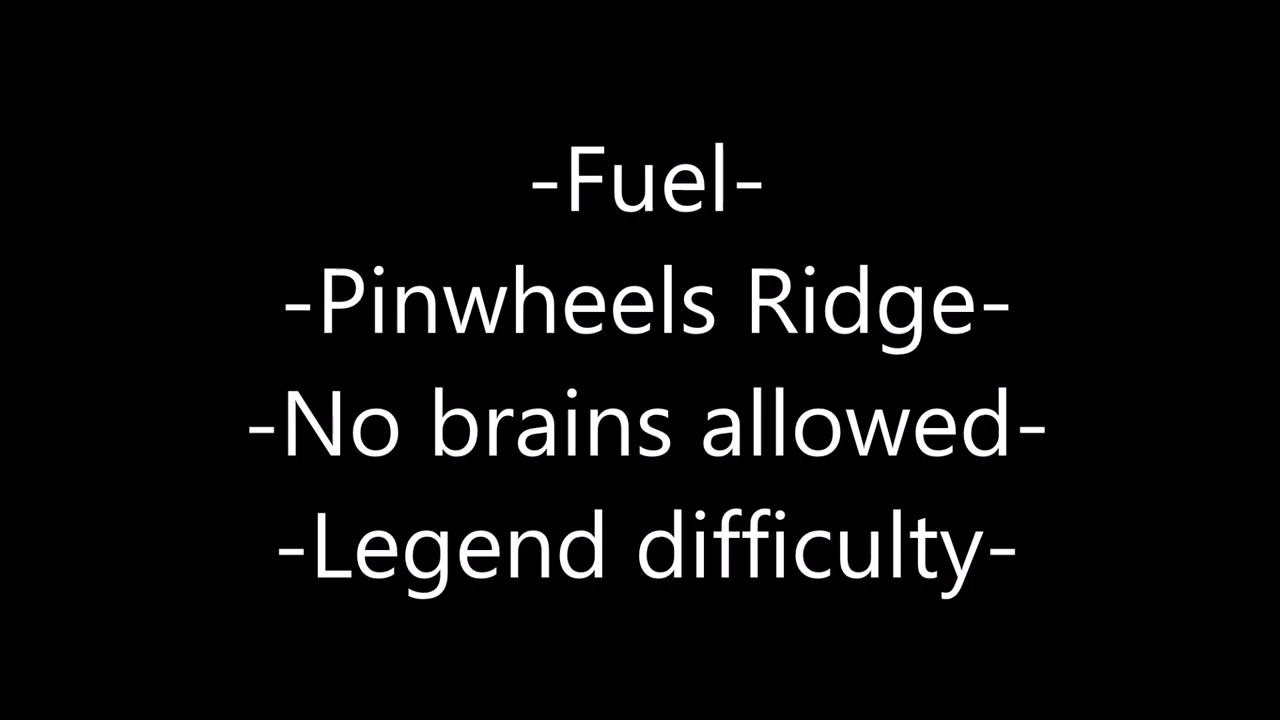 -Fuel-
-Pinwheels Ridge-
-No brains allowed-
-Legend difficulty-